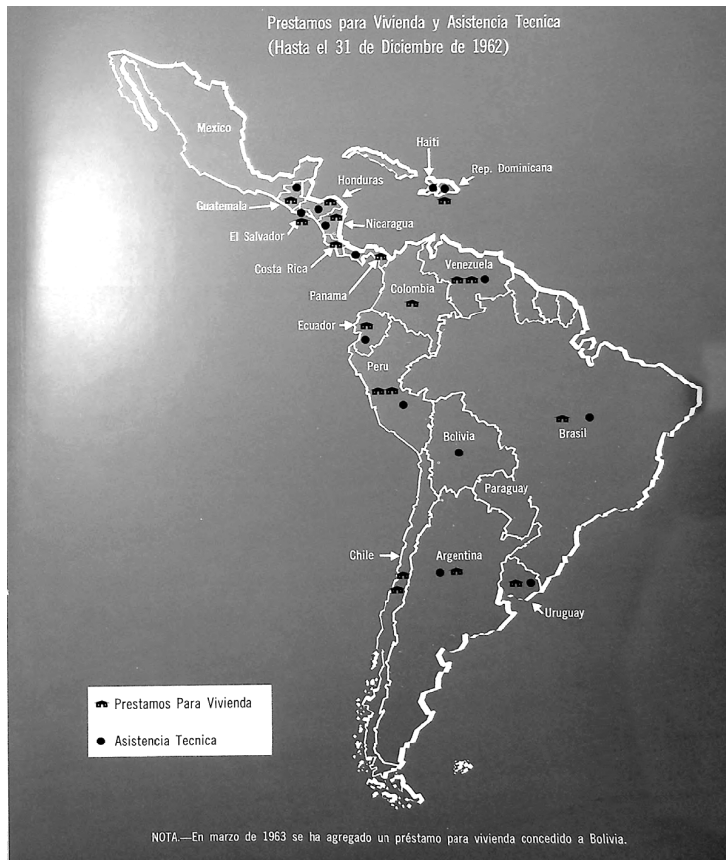 Prestamos para Vivienda y Asistencia Tecnica
(Hasta el 31 de Diciembre de 1962)
Mexico
Haiti
Rep. Dominicana
Honduras
Guatemala
Nicaragua
El Salvador
Costa Rica
Venezuela
Panama
Colombia
Ecuador
Peru
Brasil
Bolivia
Paraguay
Chile
Argentina
Uruguay
Prestamos Para Vivienda
Asistencia Tecnica
NOTA.—En marzo de 1963 se ha agregado un préstamo para vivienda concedido a Bolivia.